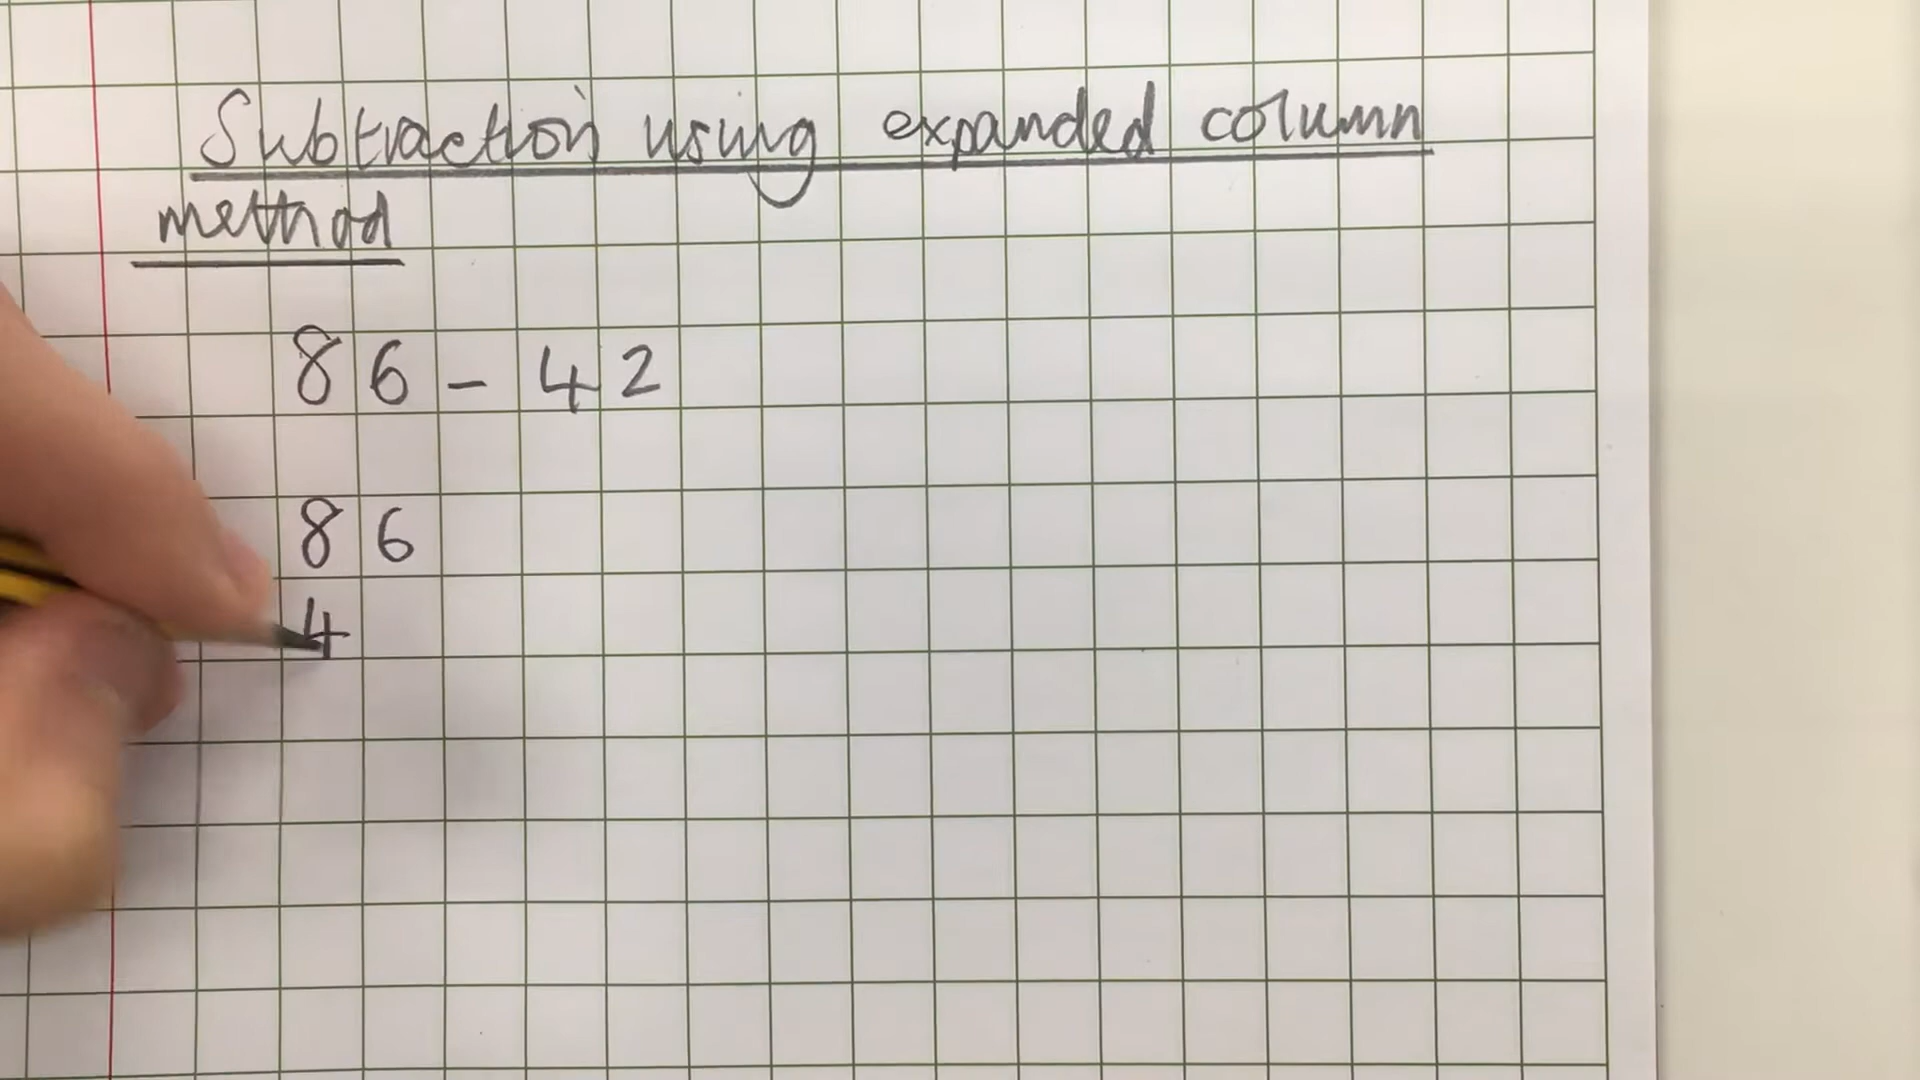 Subtraction using expanded column
method
86 - 42
86
4